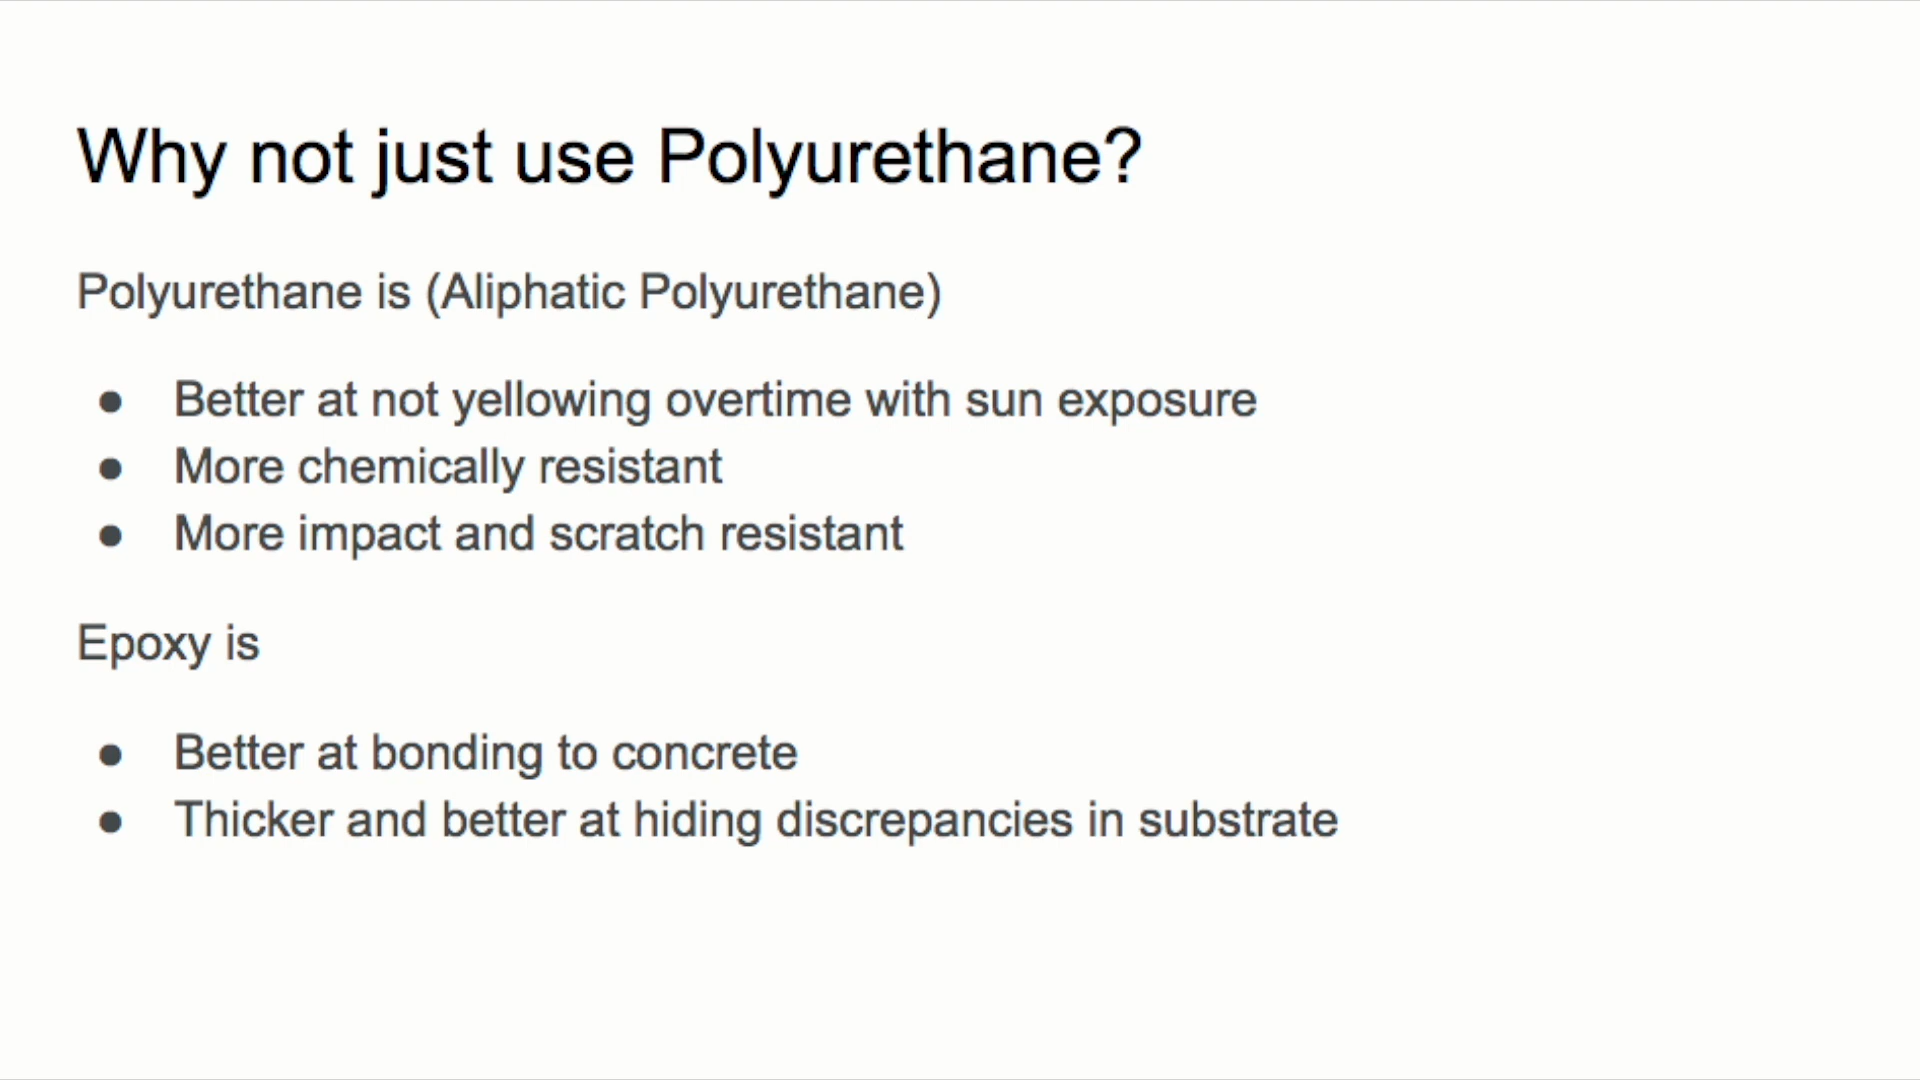 Why not just use Polyurethane?
Polyurethane is (Aliphatic Polyurethane)
● Better at not yellowing overtime with sun exposure
● More chemically resistant
● More impact and scratch resistant
Epoxy is
● Better at bonding to concrete
● Thicker and better at hiding discrepancies in substrate